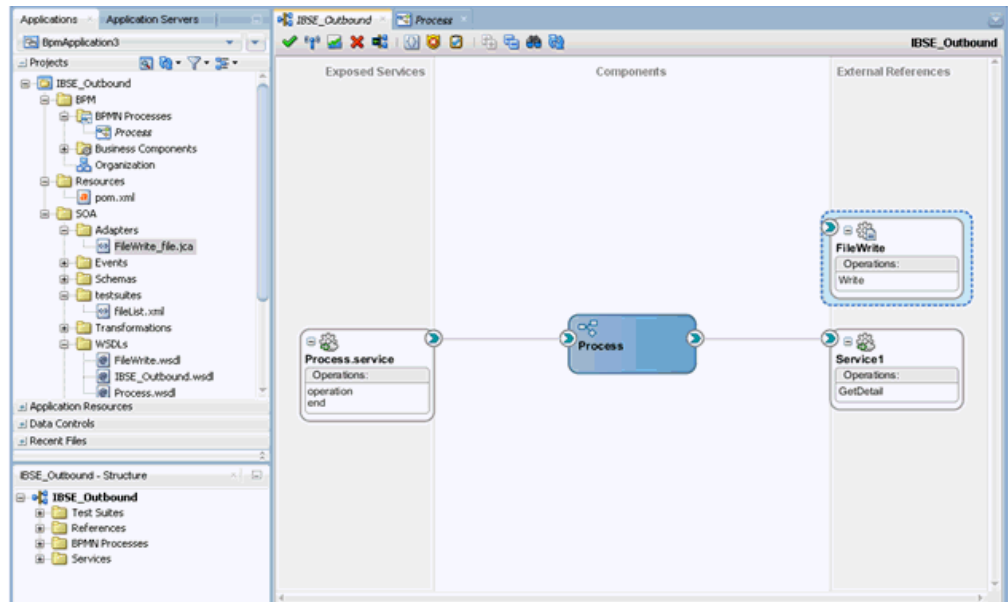 Applications
Application Servers
BpmApplication3
Projects
IBSE_Outbound
BPM
BPMN Processes
Process
Business Components
Organization
Resources
pom.xml
SOA
Adapters
FileWrite_file.jca
Events
Schemas
testsuites
fileList.xml
Transformations
WSDLs
FileWrite.wsdl
IBSE_Outbound.wsdl
Process.wsdl
Application Resources
Data Controls
Recent Files
IBSE_Outbound - Structure
IBSE_Outbound
Test Suites
References
BPMN Processes
Services
IBSE_Outbound
Process
IBSE_Outbound
Exposed Services
Components
External References
Process.service
Operations:
operation
end
Process
FileWrite
Operations:
Write
Service1
Operations:
GetDetail